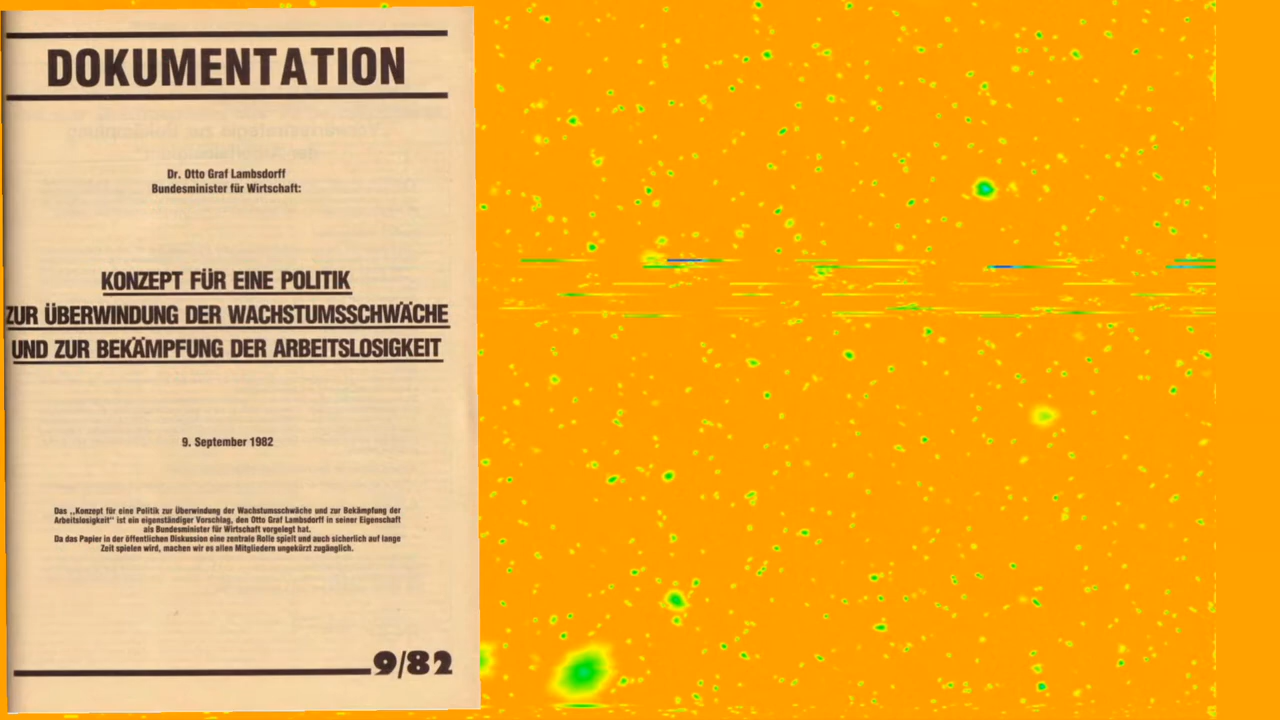 DOKUMENTATION
Dr. Otto Graf Lambsdorff
Bundesminister für Wirtschaft:
KONZEPT FÜR EINE POLITIK
ZUR ÜBERWINDUNG DER WACHSTUMSSCHWÄCHE
UND ZUR BEKÄMPFUNG DER ARBEITSLOSIGKEIT
9. September 1982
Das „Konzept für eine Politik zur Überwindung der Wachstumsschwäche und zur Bekämpfung der
Arbeitslosigkeit" ist ein eigenständiger Vorschlag, den Otto Graf Lambsdorff in seiner Eigenschaft
als Bundesminister für Wirtschaft vorgelegt hat.
Da das Papier in der öffentlichen Diskussion eine zentrale Rolle spielt und auch sicherlich auf lange
Zeit spielen wird, machen wir es allen Mitgliedern ungekürzt zugänglich.
9/82